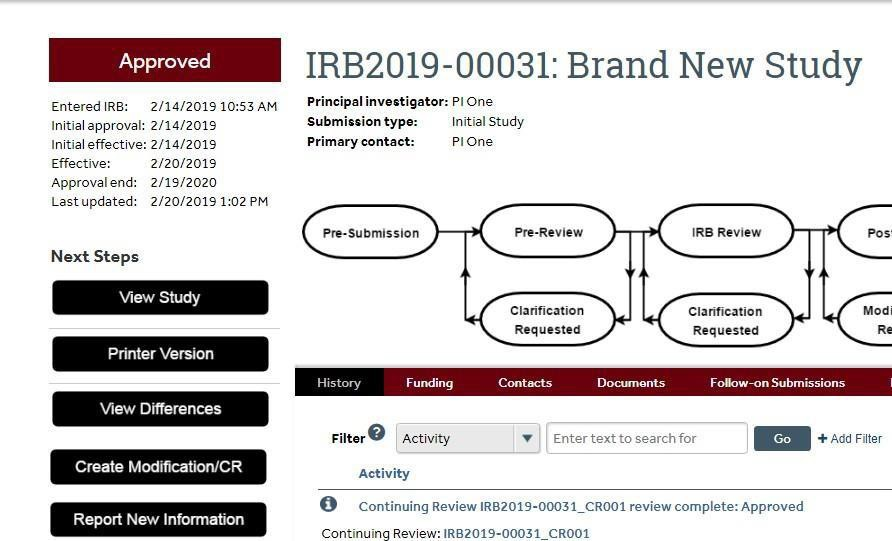 Approved
Entered IRB: 2/14/2019 10:53 AM
Initial approval: 2/14/2019
Initial effective: 2/14/2019
Effective: 2/20/2019
Approval end: 2/19/2020
Last updated: 2/20/2019 1:02 PM
Next Steps
View Study
Printer Version
View Differences
Create Modification/CR
Report New Information
IRB2019-00031: Brand New Study
Principal investigator: PI One
Submission type: Initial Study
Primary contact: PI One
Pre-Submission
Pre-Review
IRB Review
Pos
Clarification
Requested
Clarification
Requested
Modi
Re
History Funding Contacts Documents Follow-on Submissions
Filter ? Activity Enter text to search for Go + Add Filter
Activity
Continuing Review IRB2019-00031_CR001 review complete: Approved
Continuing Review: IRB2019-00031_CR001